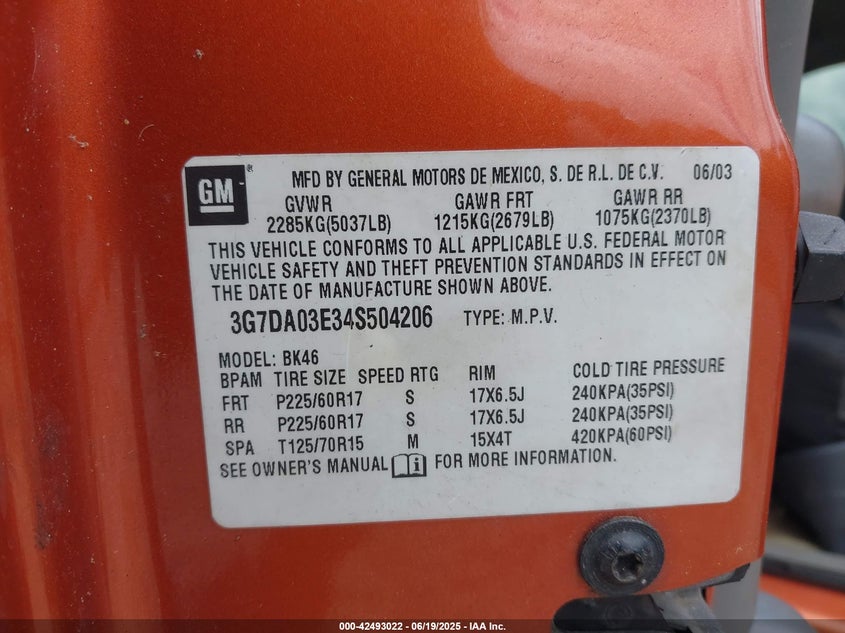 GM
MFD BY GENERAL MOTORS DE MEXICO, S. DE R.L. DE C.V. 06/03
GVWR GAWR FRT GAWR RR
2285KG(5037LB) 1215KG(2679LB) 1075KG(2370LB)
THIS VEHICLE CONFORMS TO ALL APPLICABLE U.S. FEDERAL MOTOR
VEHICLE SAFETY AND THEFT PREVENTION STANDARDS IN EFFECT ON
THE DATE OF MANUFACTURE SHOWN ABOVE.
3G7DA03E34S504206 TYPE: M.P.V.
MODEL: BK46
BPAM TIRE SIZE SPEED RTG RIM COLD TIRE PRESSURE
FRT P225/60R17 S 17X6.5J 240KPA(35PSI)
RR P225/60R17 S 17X6.5J 240KPA(35PSI)
SPA T125/70R15 M 15X4T 420KPA(60PSI)
SEE OWNER'S MANUAL FOR MORE INFORMATION.
000-42493022 - 06/19/2025 - IAA Inc.